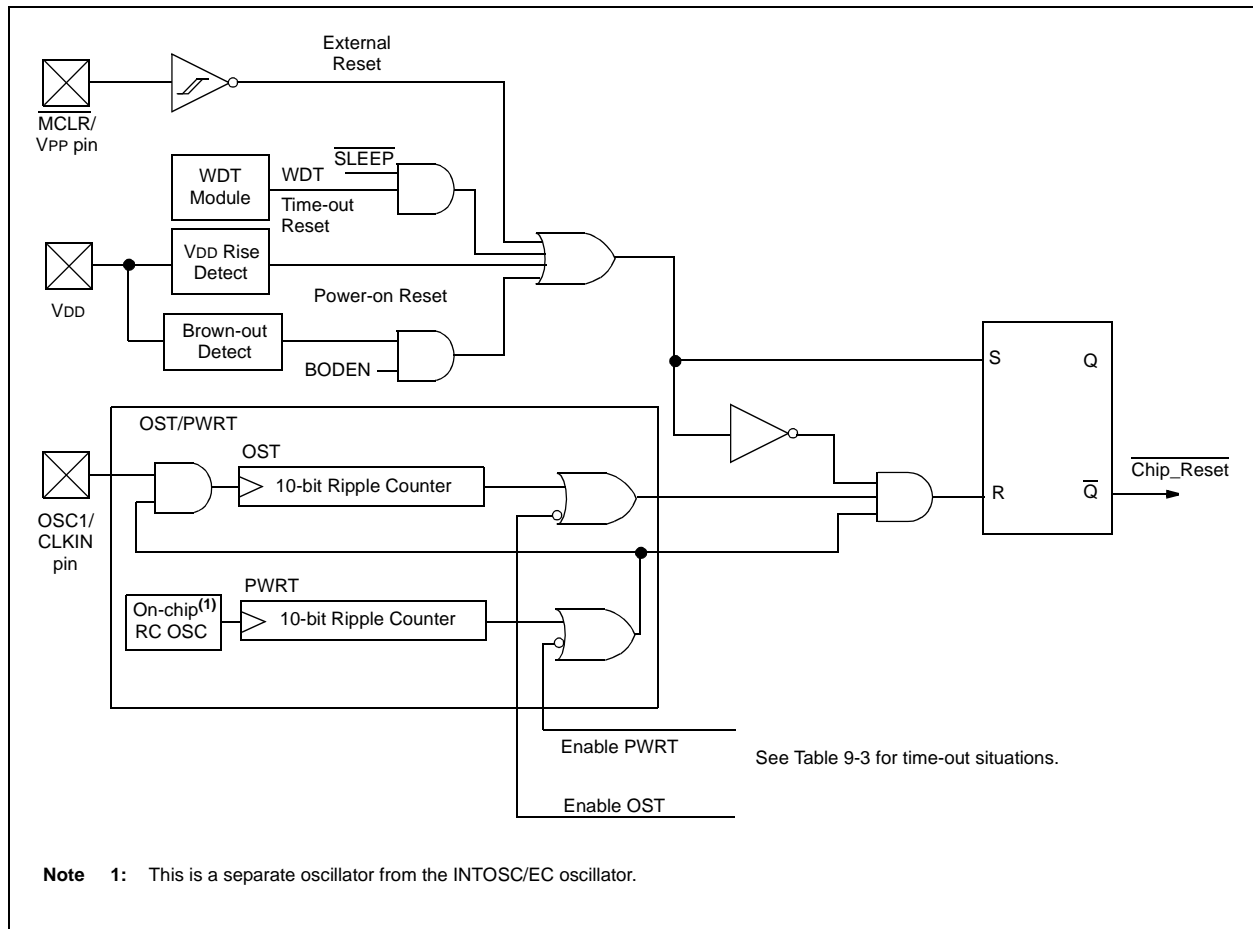 External
Reset
MCLR/
VPP pin
SLEEP
WDT
Module
WDT
Time-out
Reset
VDD Rise
Detect
VDD
Power-on Reset
Brown-out
Detect
BODEN
S
Q
OST/PWRT
OST
10-bit Ripple Counter
OSC1/
CLKIN
pin
R
Q
Chip_Reset
PWRT
On-chip(1)
RC OSC
10-bit Ripple Counter
Enable PWRT
See Table 9-3 for time-out situations.
Enable OST
Note 1: This is a separate oscillator from the INTOSC/EC oscillator.